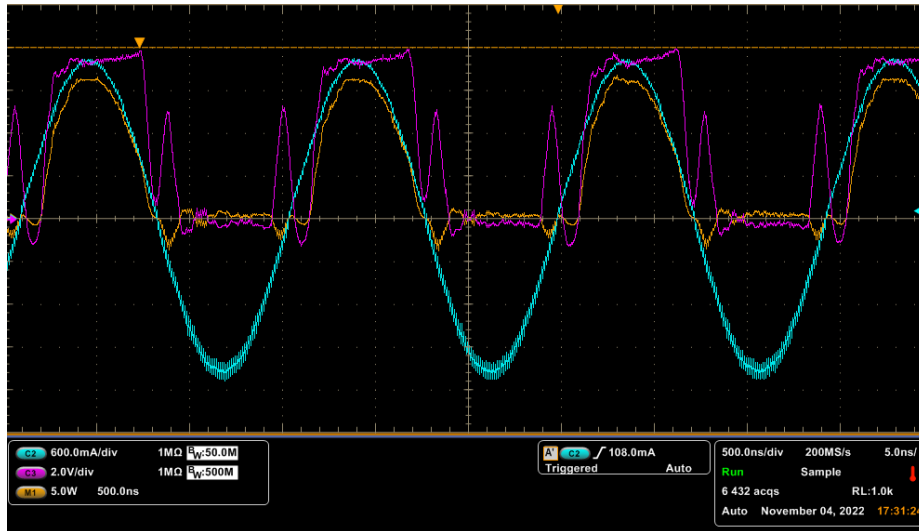 C2 600.0mA/div 1MΩ BW:50.0M
C3 2.0V/div 1MΩ BW:500M
M1 5.0W 500.0ns
A' C2 108.0mA
Triggered Auto
500.0ns/div 200MS/s 5.0ns/
Run Sample
6 432 acqs RL:1.0k
Auto November 04, 2022 17:31:24